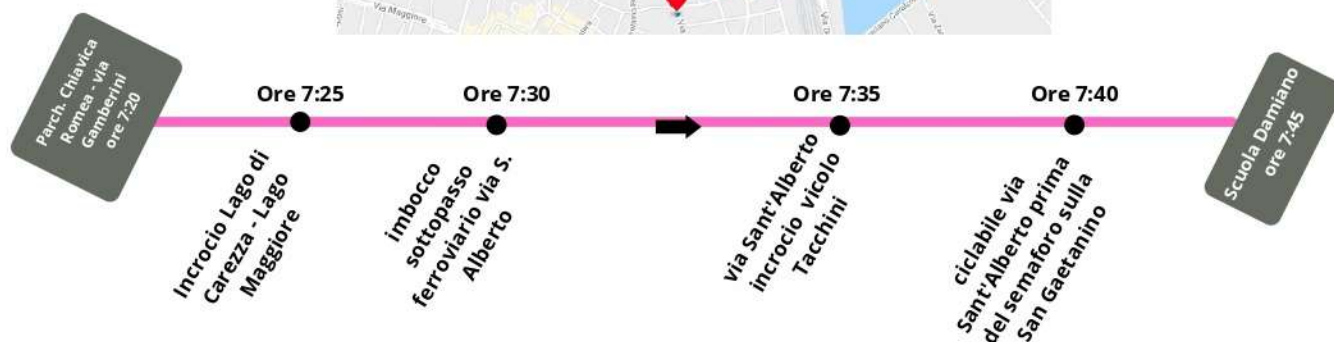 Via Maggiore
Via
Parch. Chiavica
Romea - via
Gamberini
ore 7:20
Ore 7:25
Incrocio Lago di
Carezza - Lago
Maggiore
Ore 7:30
imbocco
sottopasso
ferroviario via S.
Alberto
Ore 7:35
via Sant'Alberto
incrocio vicolo
Tacchini
Ore 7:40
ciclabile via
Sant'Alberto prima
del semaforo sulla
San Gaetanino
Scuola Damiano
ore 7:45